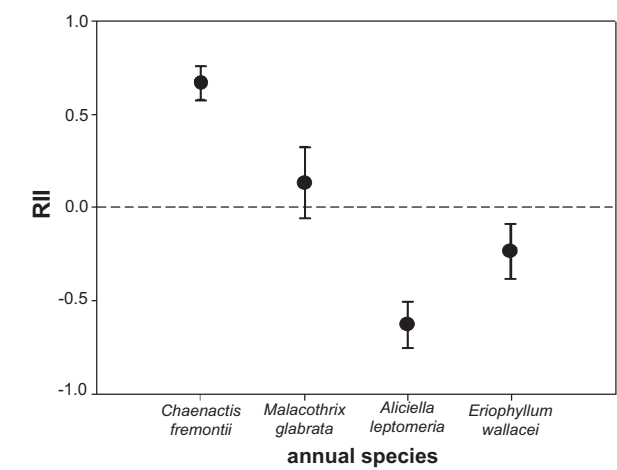 1.0
0.5
0.0
-0.5
-1.0
RII
Chaenactis fremontii
Malacothrix glabrata
Aliciella leptomeria
Eriophyllum wallacei
annual species